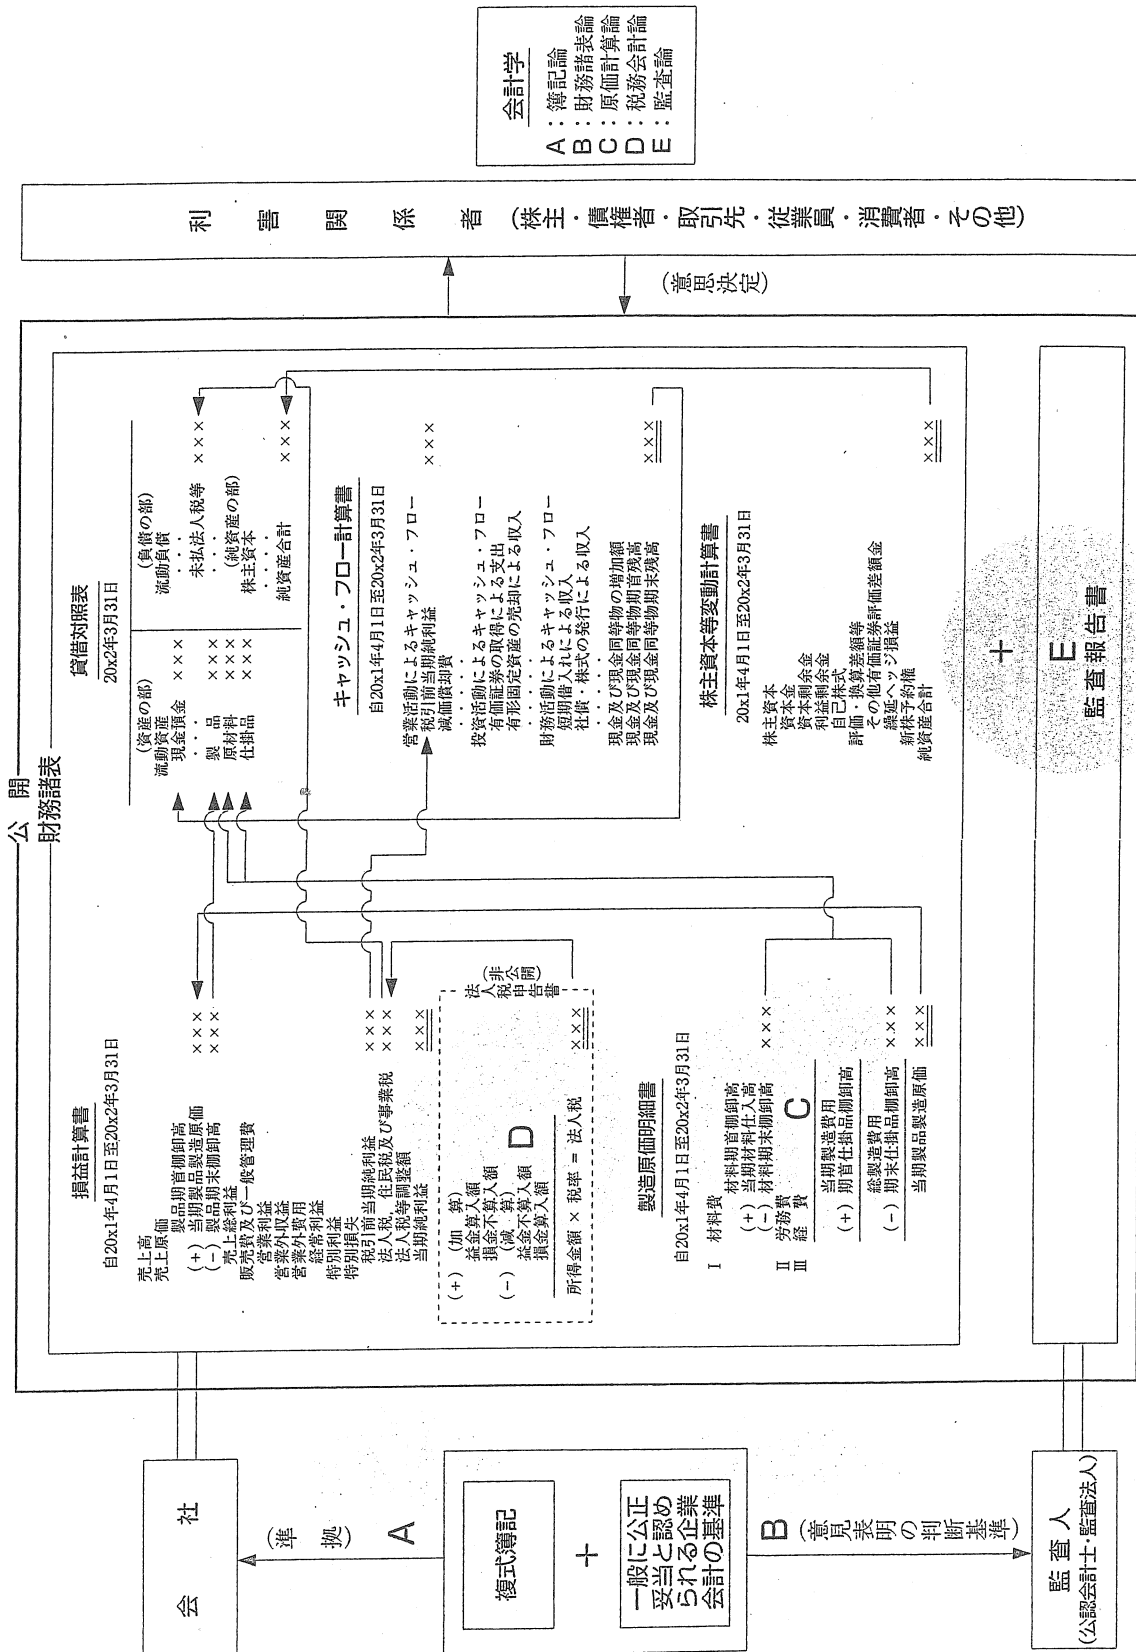 公開
財務諸表
損益計算書
自20x1年4月1日至20x2年3月31日
売上高
売上原価
製品期首棚卸高
(+) 当期製品製造原価 ×××
(-) 製品期末棚卸高 ×××
売上総利益
販売費及び一般管理費
営業利益
営業外収益
営業外費用
経常利益
特別利益
特別損失
税引前当期純利益 ×××
法人税、住民税及び事業税 ×××
法人税等調整額
当期純利益 ×××
(非公開)
法人税申告書
(+) (加 算)
益金算入額
損金不算入額
(-) (減 算)
益金不算入額
損金算入額
D
所得金額 × 税率 = 法人税 ×××
製造原価明細書
自20x1年4月1日至20x2年3月31日
I 材料費
材料期首棚卸高
(+) 当期材料仕入高
(-) 材料期末棚卸高 ×××
II 労務費
III 経 費
C
当期製造費用
(+) 期首仕掛品棚卸高
総製造費用
(-) 期末仕掛品棚卸高 ×××
当期製品製造原価 ×××
貸借対照表
20x2年3月31日
(資産の部)
流動資産
現金預金 ×××
・・・・
製 品 ×××
原材料 ×××
仕掛品 ×××
(負債の部)
流動負債
・・・・
未払法人税等 ×××
・・・・
(純資産の部)
株主資本
・・・・
純資産合計 ×××
キャッシュ・フロー計算書
自20x1年4月1日至20x2年3月31日
営業活動によるキャッシュ・フロー
税引前当期純利益 ×××
減価償却費
・・・・・
投資活動によるキャッシュ・フロー
有価証券の取得による支出
有形固定資産の売却による収入
・・・・・
財務活動によるキャッシュ・フロー
短期借入れによる収入
社債・株式の発行による収入
・・・・・
現金及び現金同等物の増加額
現金及び現金同等物期首残高
現金及び現金同等物期末残高 ×××
株主資本等変動計算書
20x1年4月1日至20x2年3月31日
株主資本
資本金
資本剰余金
利益剰余金
自己株式
評価・換算差額等
その他有価証券評価差額金
繰延ヘッジ損益
新株予約権
純資産合計 ×××
+
E
監査報告書
会 社
(準 拠)
A
複式簿記
+
一般に公正
妥当と認め
られる企業
会計の基準
B
(意見表明の判断基準)
監 査 人
(公認会計士・監査法人)
利 害 関 係 者 (株主・債権者・取引先・従業員・消費者・その他)
(意思決定)
会計学
A:簿記論
B:財務諸表論
C:原価計算論
D:税務会計論
E:監査論